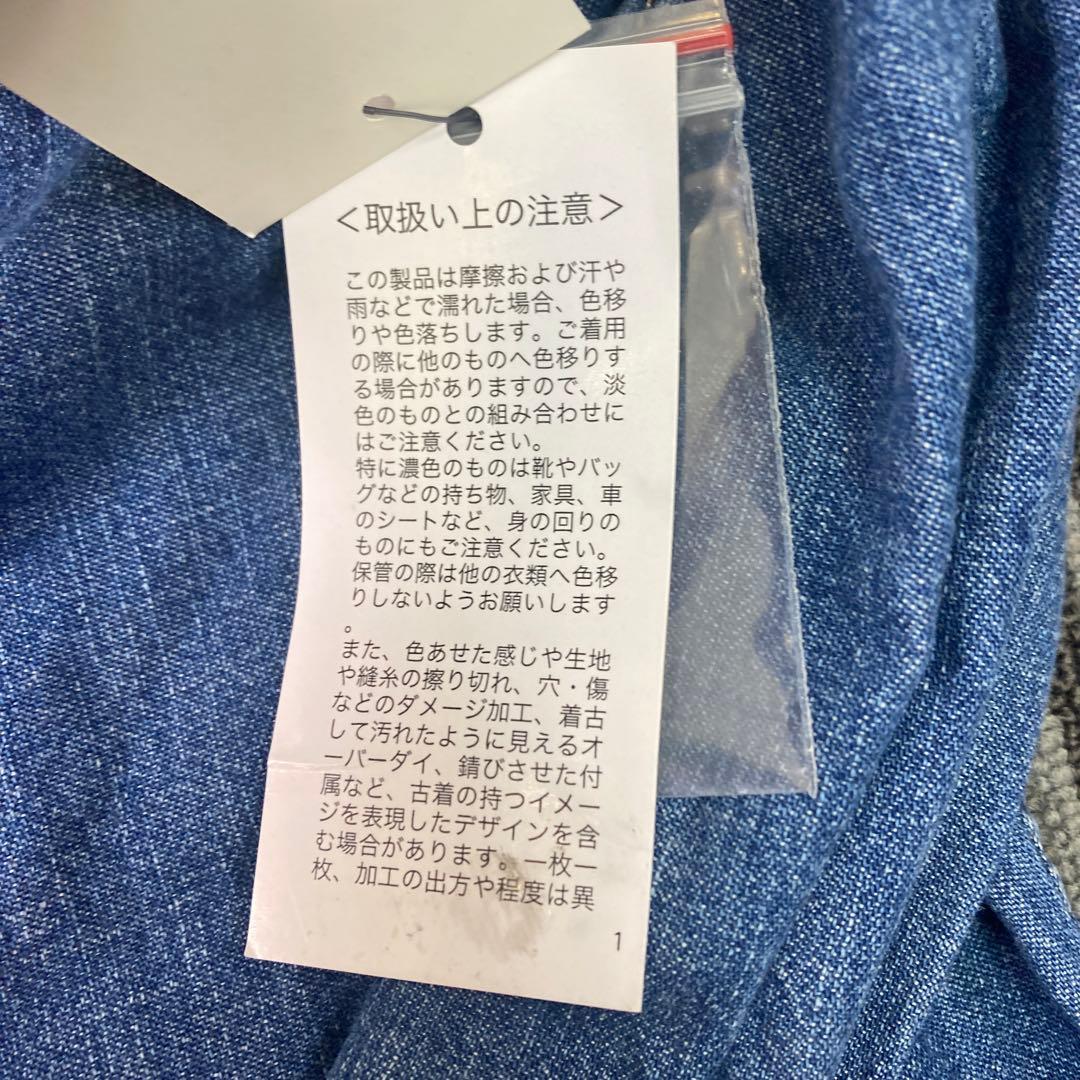 ＜取扱い上の注意＞
この製品は摩擦および汗や
雨などで濡れた場合、色移
りや色落ちします。ご着用
の際に他のものへ色移りす
る場合がありますので、淡
色のものとの組み合わせに
はご注意ください。
特に濃色のものは靴やバッ
グなどの持ち物、家具、車
のシートなど、身の回りの
ものにもご注意ください。
保管の際は他の衣類へ色移
りしないようお願いします
。
また、色あせた感じや生地
や縫糸の擦り切れ、穴・傷
などのダメージ加工、着古
して汚れたように見えるオ
ーバーダイ、錆びさせた付
属など、古着の持つイメー
ジを表現したデザインを含
む場合があります。一枚一
枚、加工の出方や程度は異
1